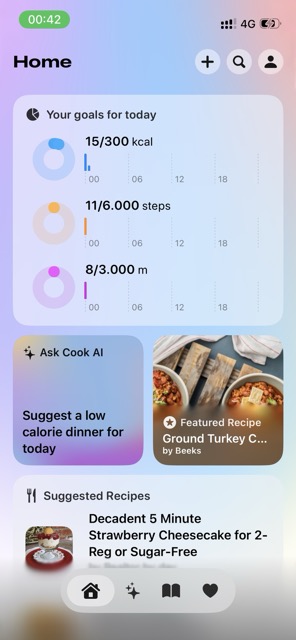 00:42
4G
Home
Your goals for today
15/300 kcal
00 06 12 18
11/6.000 steps
00 06 12 18
8/3.000 m
00 06 12 18
Ask Cook AI
Suggest a low
calorie dinner for
today
Featured Recipe
Ground Turkey C...
by Beeks
Suggested Recipes
Decadent 5 Minute
Strawberry Cheesecake for 2-
Reg or Sugar-Free